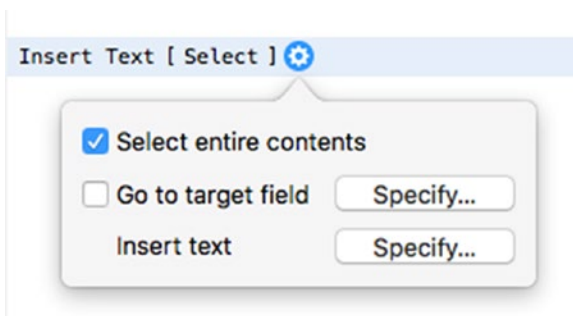 Insert Text [ Select ]
Select entire contents
Go to target field Specify...
Insert text Specify...